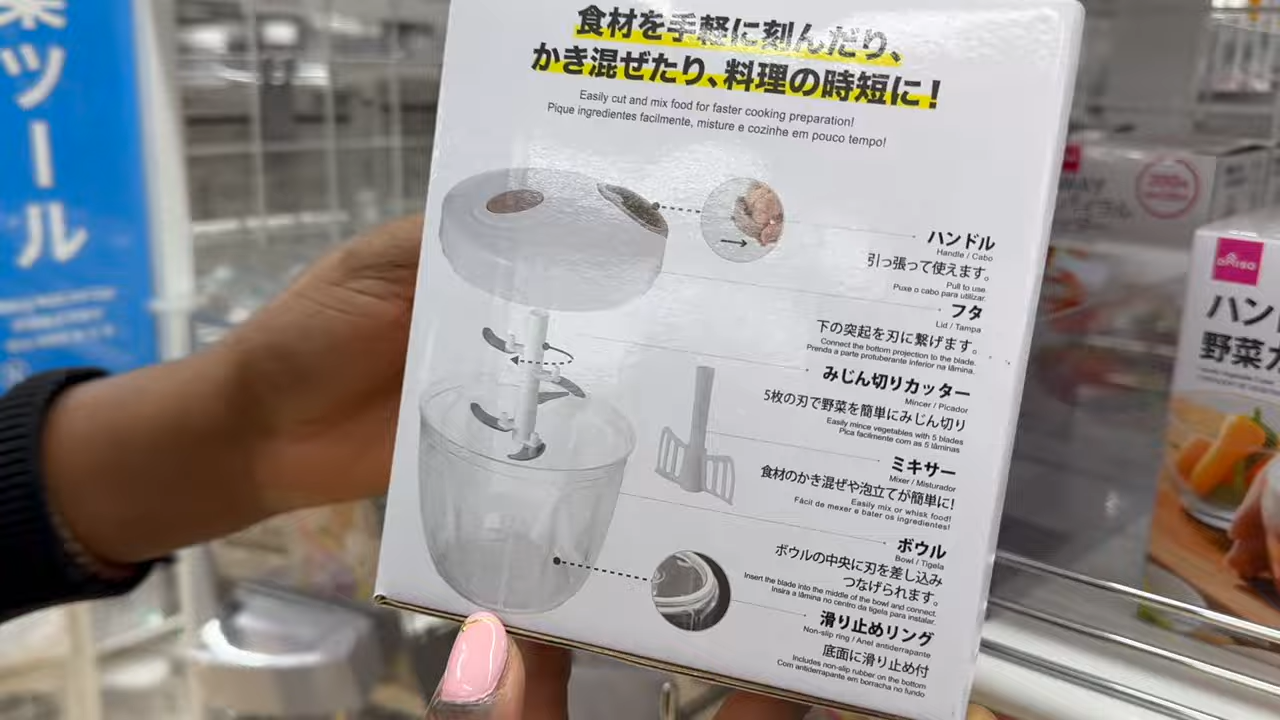 ツール
食材を手軽に刻んだり、
かき混ぜたり、料理の時短に！
Easily cut and mix food for faster cooking preparation!
Pique ingredientes facilmente, misture e cozinhe em pouco tempo!
ハンドル
Handle / Cabo
引っ張って使えます。
Pull to use.
Puxe o cabo para utilizar.
フタ
Lid / Tampa
下の突起を刃に繋げます。
Connect the bottom projection to the blade.
Prenda a parte protuberante inferior na lâmina.
みじん切りカッター
Mincer / Picador
5枚の刃で野菜を簡単にみじん切り
Easily mince vegetables with 5 blades
Pica facilmente com as 5 lâminas
ミキサー
Mixer / Misturador
食材のかき混ぜや泡立てが簡単に!
Easily mix or whisk food!
Fácil de mexer e bater os ingredientes!
ボウル
Bowl / Tigela
ボウルの中央に刃を差し込み
つなげられます。
Insert the blade into the middle of the bowl and connect.
Insira a lâmina no centro da tigela para instalar.
滑り止めリング
Non-slip ring / Anel antiderrapante
底面に滑り止め付
Includes non-slip rubber on the bottom
Com antiderrapante em borracha no fundo
DAISO
ハン
野菜